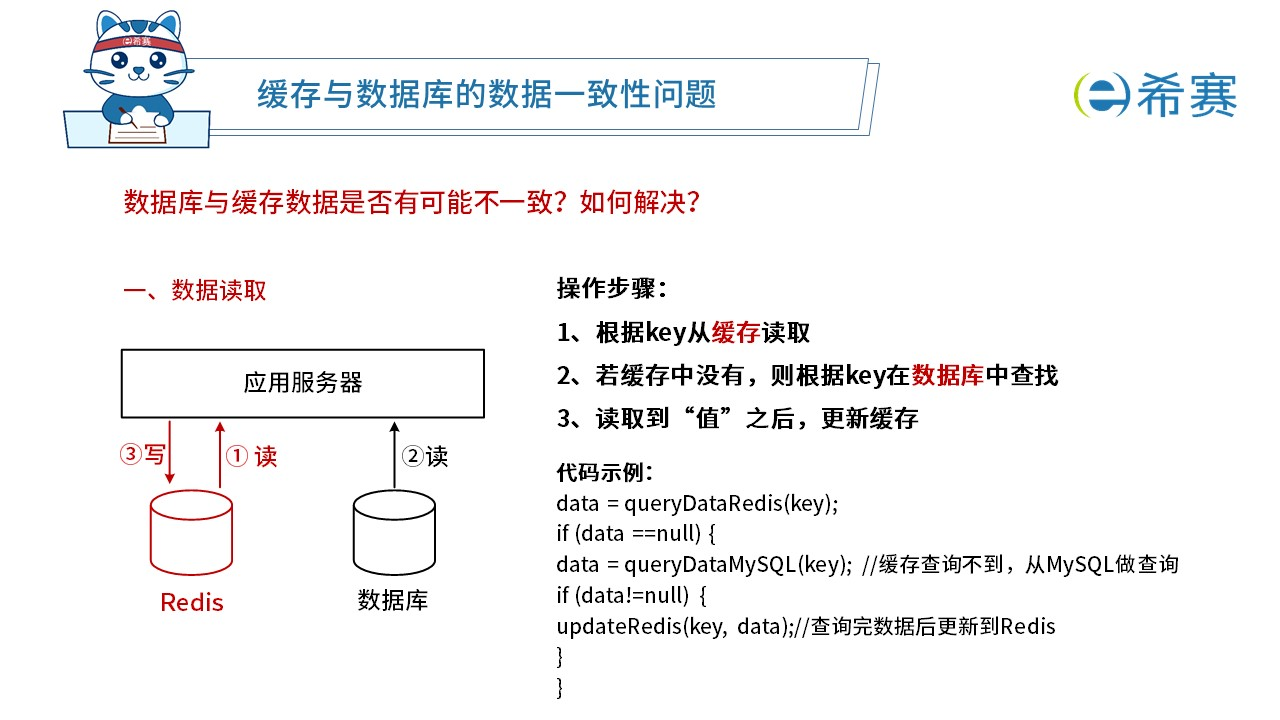 (e)希赛
缓存与数据库的数据一致性问题
(e)希赛
数据库与缓存数据是否有可能不一致？如何解决？
一、数据读取
应用服务器
③写
① 读
②读
Redis
数据库
操作步骤：
1、根据key从缓存读取
2、若缓存中没有，则根据key在数据库中查找
3、读取到“值”之后，更新缓存
代码示例：
data = queryDataRedis(key);
if (data ==null) {
data = queryDataMySQL(key); //缓存查询不到，从MySQL做查询
if (data!=null) {
updateRedis(key, data);//查询完数据后更新到Redis
}
}